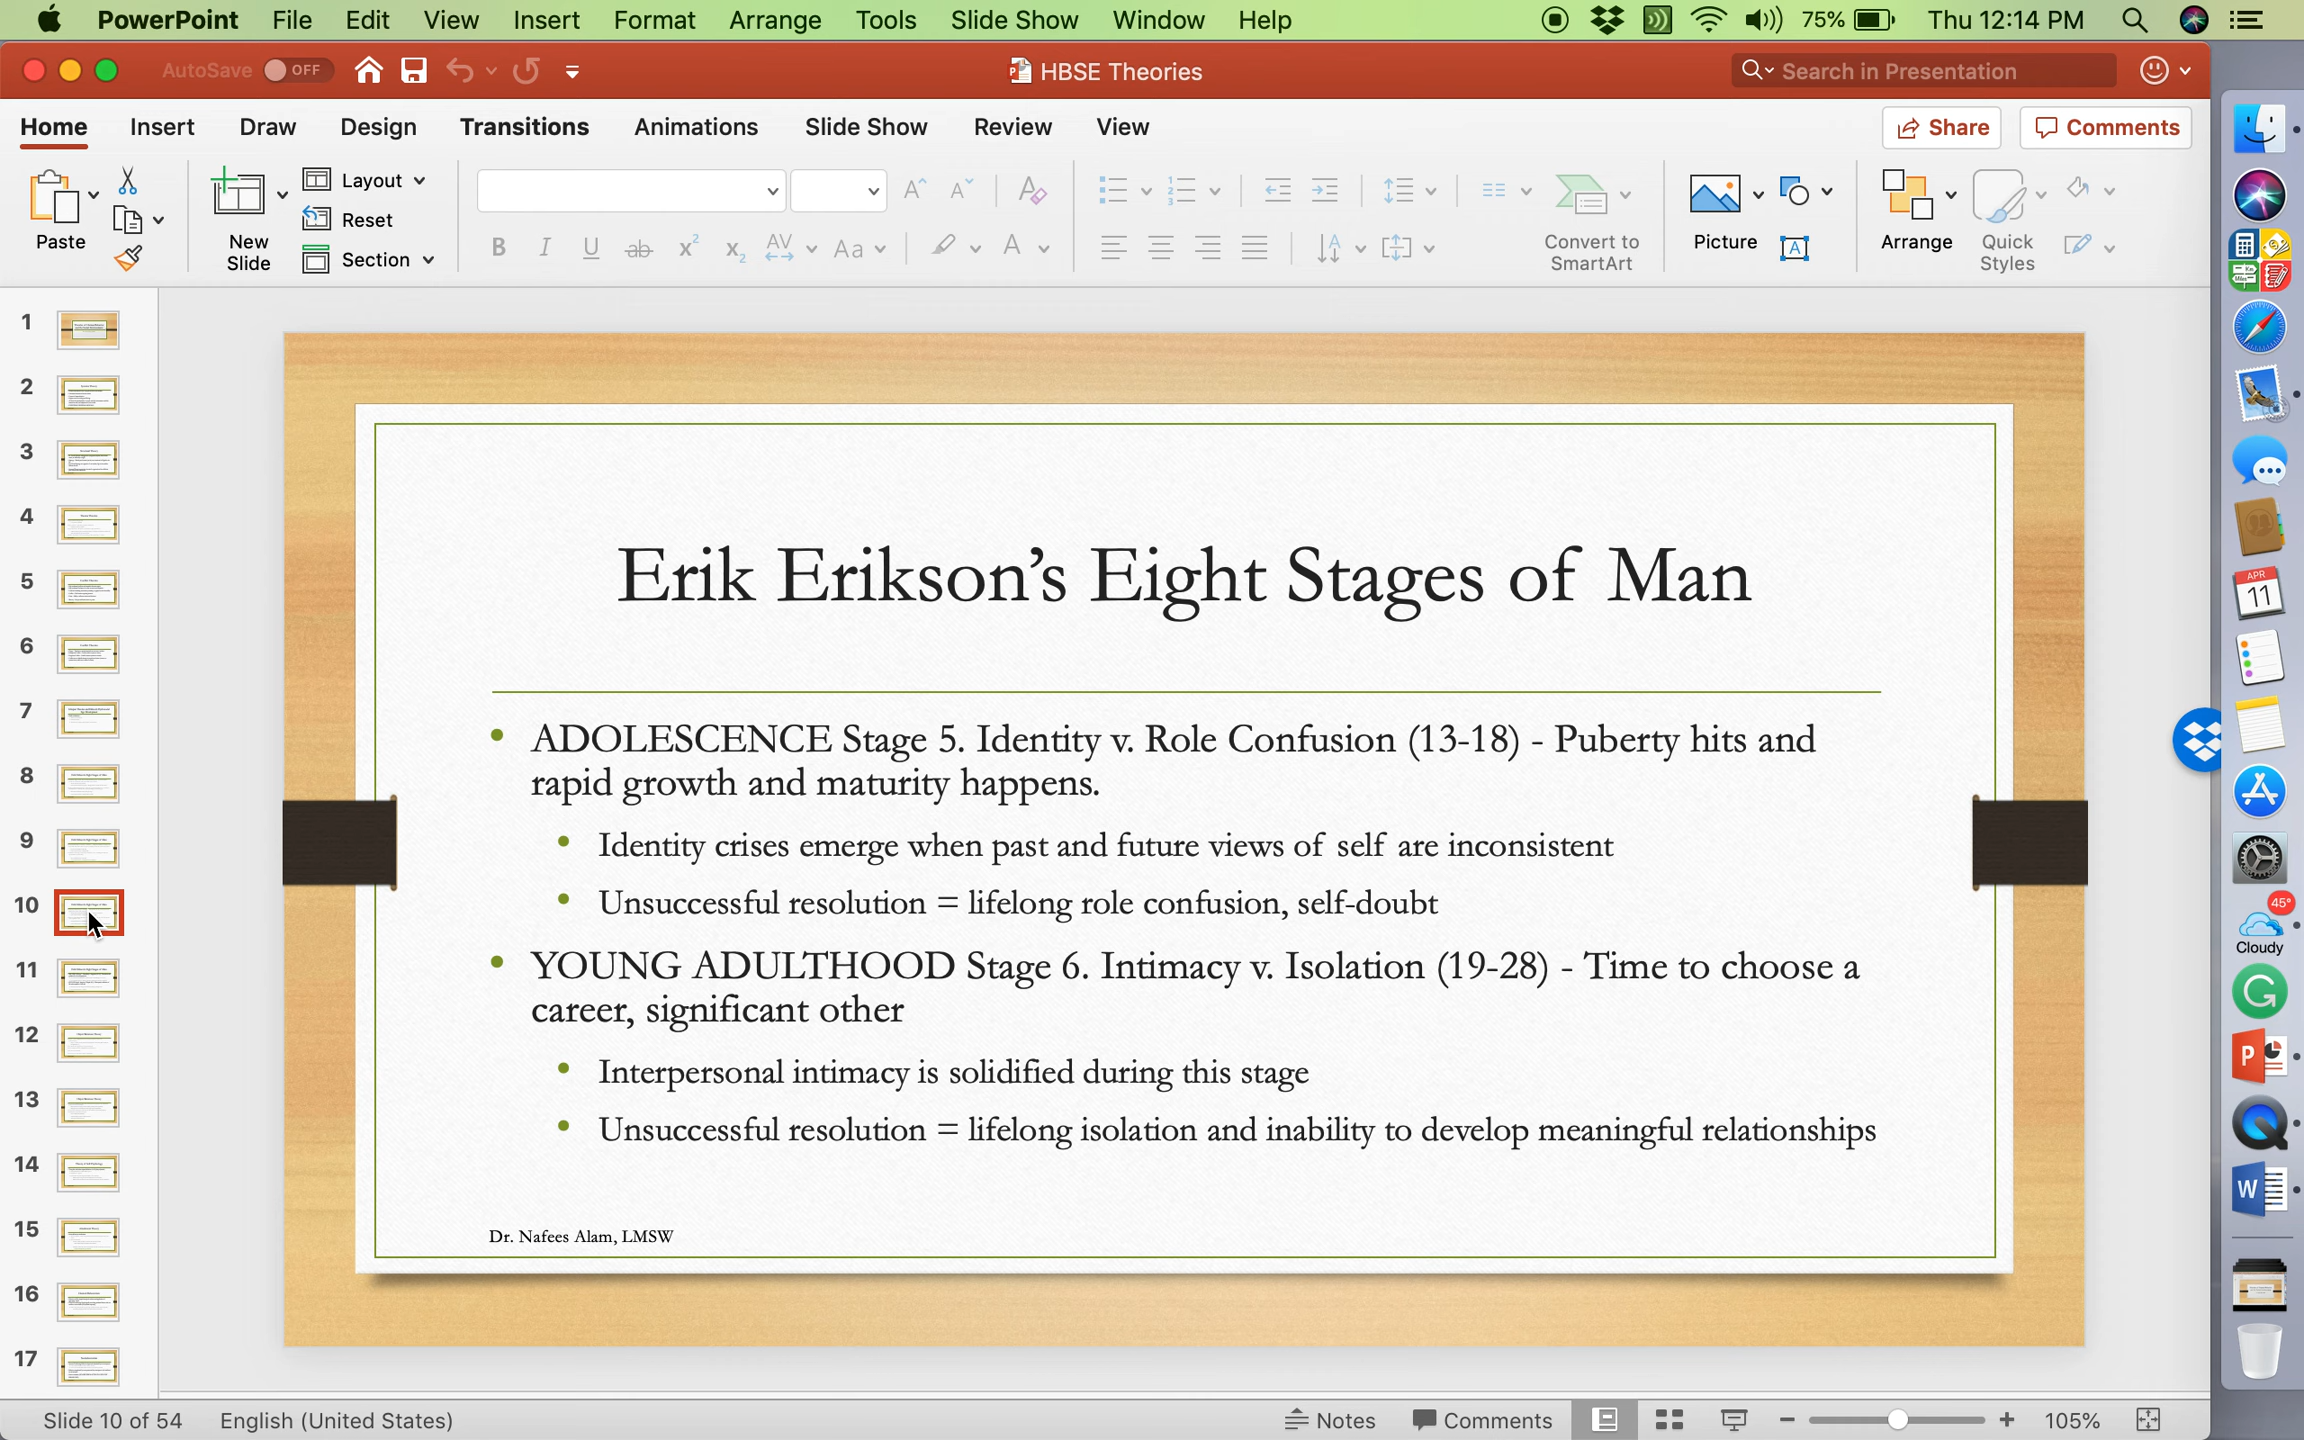 PowerPoint File Edit View Insert Format Arrange Tools Slide Show Window Help 75% Thu 12:14 PM
AutoSave OFF HBSE Theories Search in Presentation
Home Insert Draw Design Transitions Animations Slide Show Review View Share Comments
Paste New Slide Layout Reset Section
Convert to SmartArt Picture Arrange Quick Styles
Erik Erikson’s Eight Stages of Man
• ADOLESCENCE Stage 5. Identity v. Role Confusion (13-18) - Puberty hits and
rapid growth and maturity happens.
• Identity crises emerge when past and future views of self are inconsistent
• Unsuccessful resolution = lifelong role confusion, self-doubt
• YOUNG ADULTHOOD Stage 6. Intimacy v. Isolation (19-28) - Time to choose a
career, significant other
• Interpersonal intimacy is solidified during this stage
• Unsuccessful resolution = lifelong isolation and inability to develop meaningful relationships
Dr. Nafees Alam, LMSW
1
2
3
4
5
6
7
8
9
10
11
12
13
14
15
16
17
APR
11
45°
Cloudy
Slide 10 of 54 English (United States) Notes Comments 105%